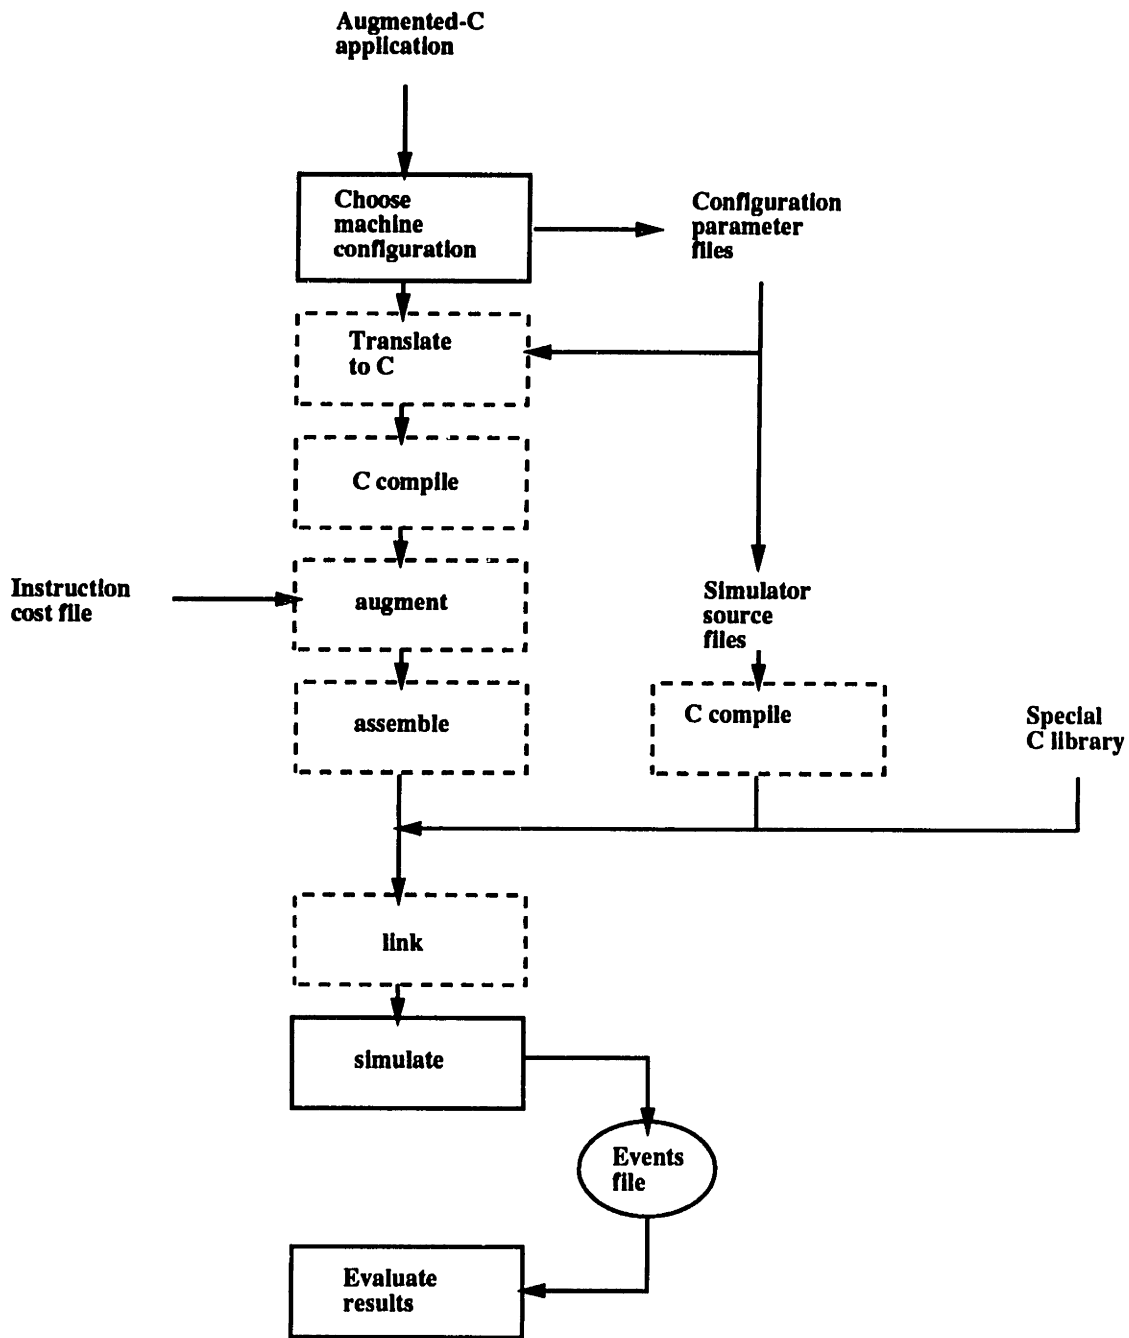 Augmented-C
application
Choose
machine
configuration
Configuration
parameter
files
Translate
to C
C compile
Instruction
cost file
augment
Simulator
source
files
assemble
C compile
Special
C library
link
simulate
Events
file
Evaluate
results